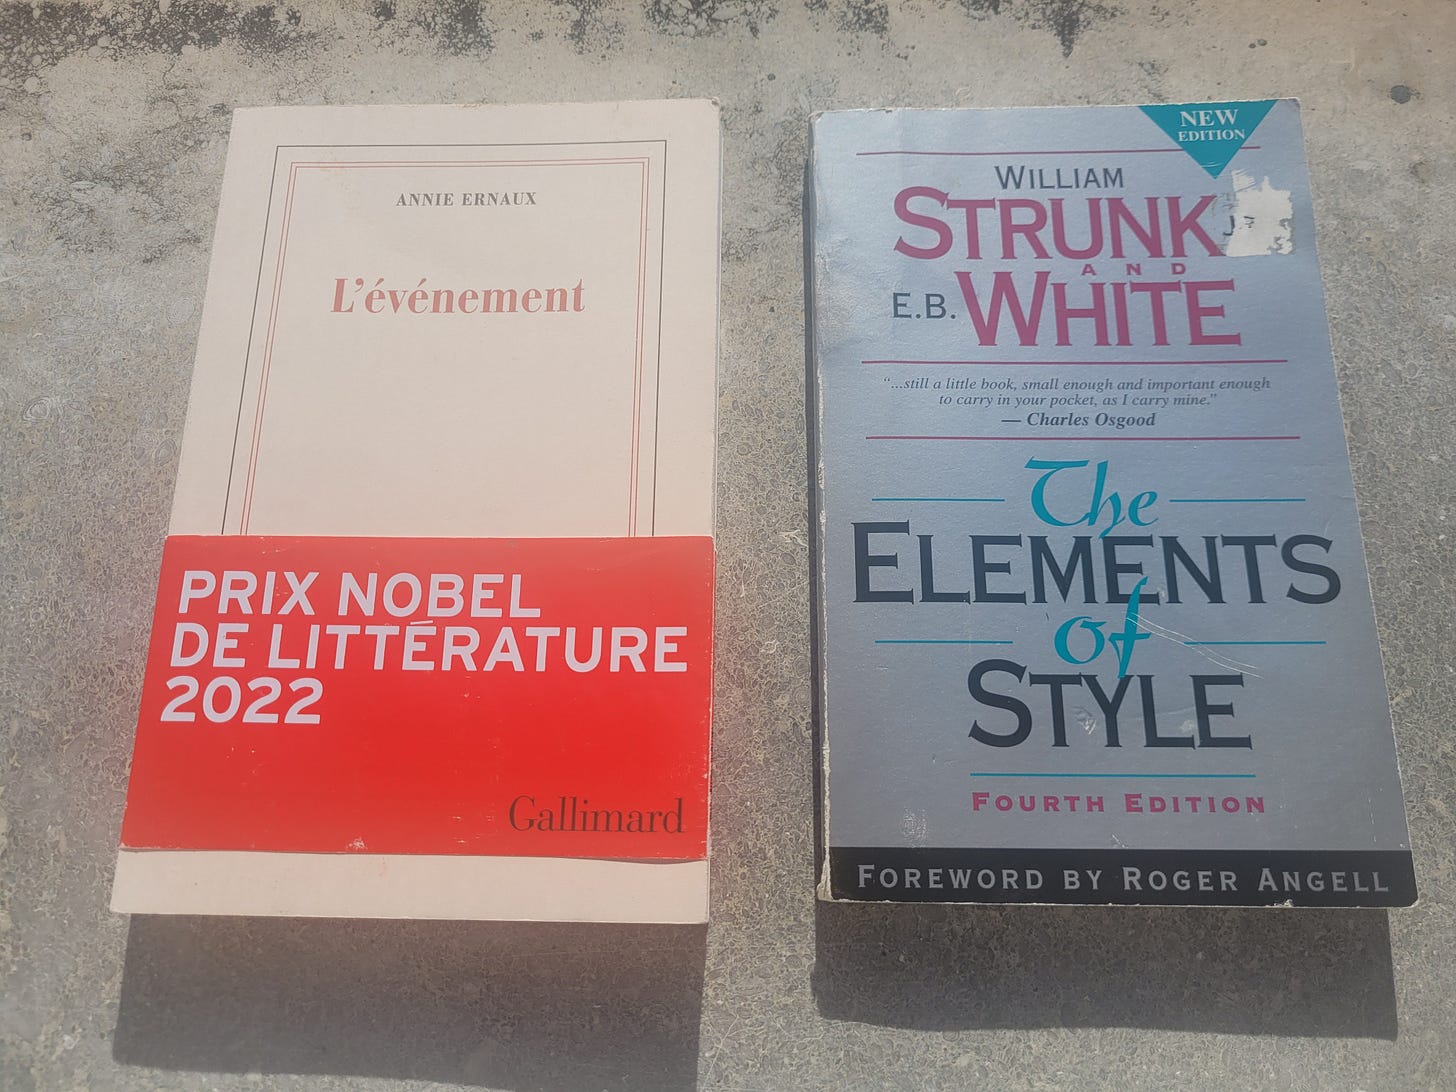 ANNIE ERNAUX
L'événement
PRIX NOBEL
DE LITTÉRATURE
2022
Gallimard
NEW
EDITION
WILLIAM
STRUNK
AND
E.B. WHITE
“...still a little book, small enough and important enough
to carry in your pocket, as I carry mine.”
— Charles Osgood
The
ELEMENTS
of
STYLE
FOURTH EDITION
FOREWORD BY ROGER ANGELL